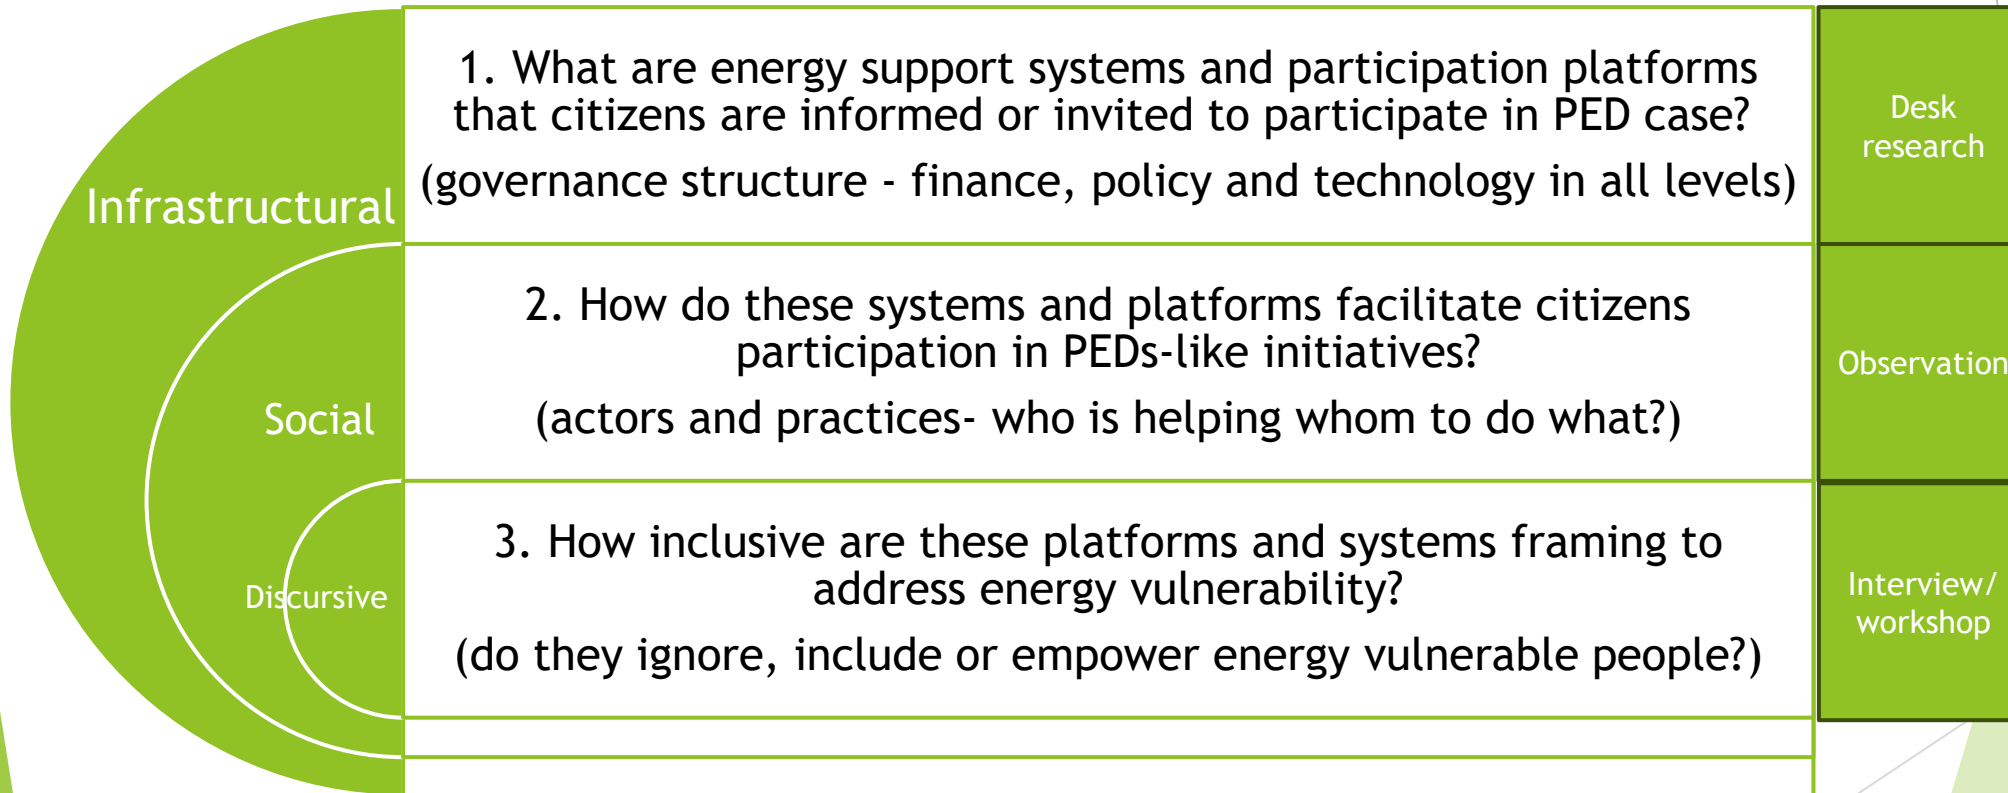 Infrastructural
1. What are energy support systems and participation platforms
that citizens are informed or invited to participate in PED case?
(governance structure - finance, policy and technology in all levels)
Desk
research
Social
2. How do these systems and platforms facilitate citizens
participation in PEDs-like initiatives?
(actors and practices- who is helping whom to do what?)
Observation
Discursive
3. How inclusive are these platforms and systems framing to
address energy vulnerability?
(do they ignore, include or empower energy vulnerable people?)
Interview/
workshop